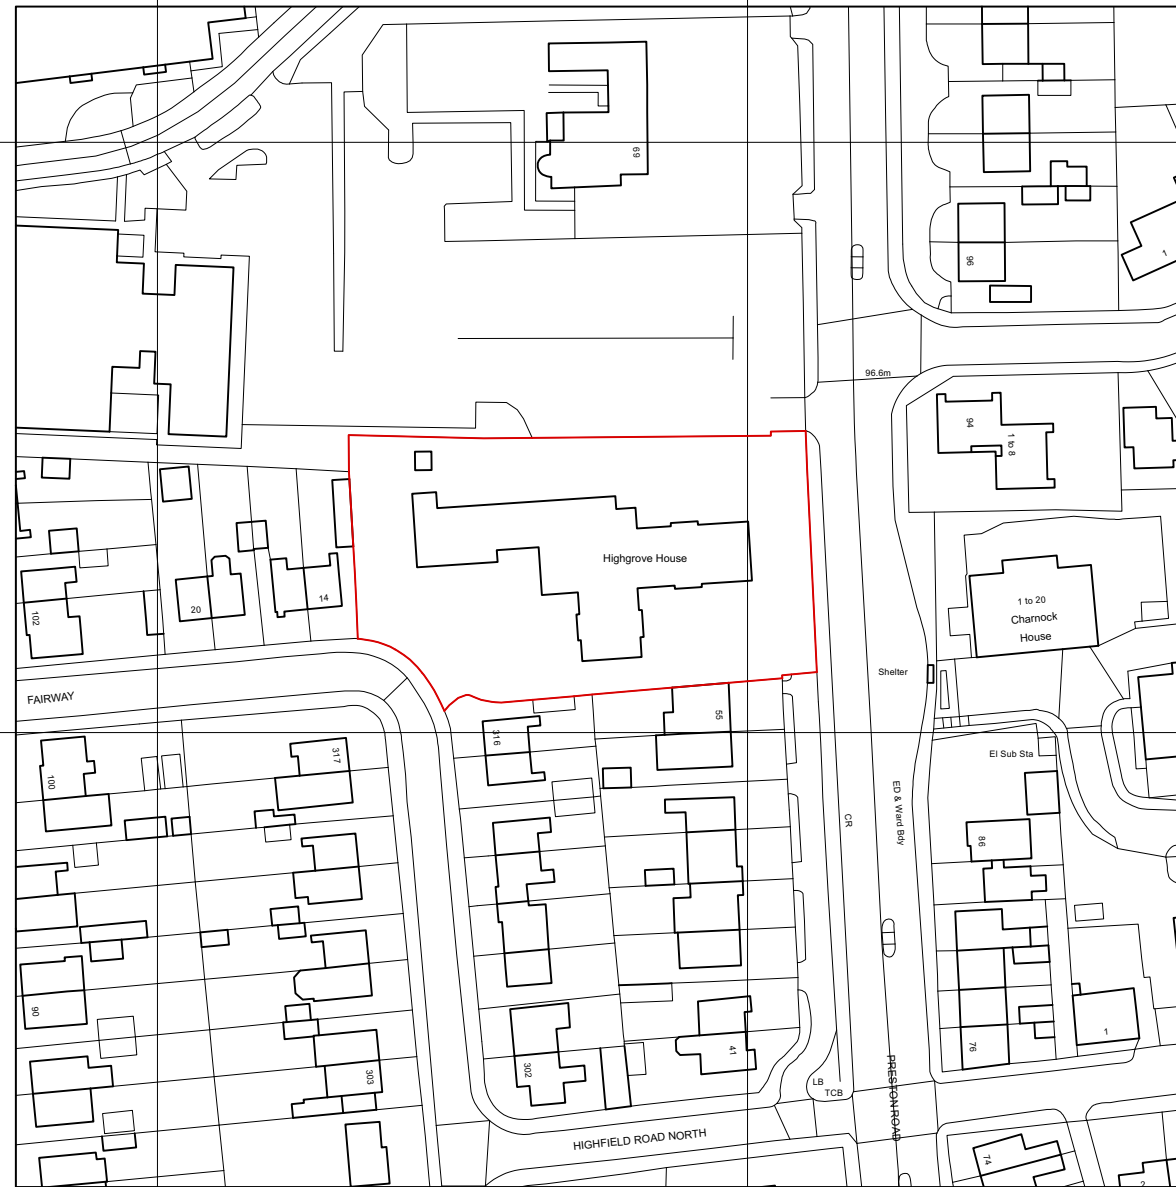 69
96
1
96.6m
94
1 to 8
Highgrove House
14
20
102
1 to 20
Charnock
House
Shelter
FAIRWAY
55
316
317
100
El Sub Sta
ED & Ward Bdy
CR
86
90
41
302
303
76
1
LB
TCB
PRESTON ROAD
HIGHFIELD ROAD NORTH
74
2